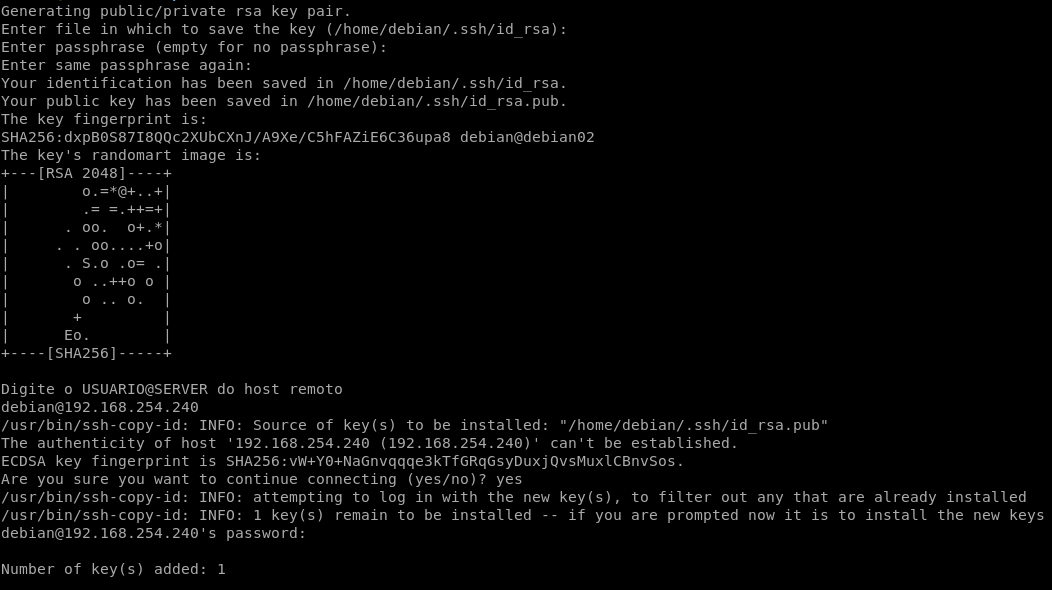 Generating public/private rsa key pair.
Enter file in which to save the key (/home/debian/.ssh/id_rsa):
Enter passphrase (empty for no passphrase):
Enter same passphrase again:
Your identification has been saved in /home/debian/.ssh/id_rsa.
Your public key has been saved in /home/debian/.ssh/id_rsa.pub.
The key fingerprint is:
SHA256:dxpB0S87I8QQc2XUbCXnJ/A9Xe/C5hFAZiE6C36upa8 debian@debian02
The key's randomart image is:
+---[RSA 2048]----+
|        o.=*@+..+|
|        .= =.++=+|
|      . oo.  o+.*|
|     . . oo....+o|
|      . S.o .o= .|
|       o ..++o o |
|        o .. o.  |
|       +         |
|      Eo.        |
+----[SHA256]-----+
Digite o USUARIO@SERVER do host remoto
debian@192.168.254.240
/usr/bin/ssh-copy-id: INFO: Source of key(s) to be installed: "/home/debian/.ssh/id_rsa.pub"
The authenticity of host '192.168.254.240 (192.168.254.240)' can't be established.
ECDSA key fingerprint is SHA256:vW+Y0+NaGnvqqqe3kTfGRqGsyDuxjQvsMuxlCBnvSos.
Are you sure you want to continue connecting (yes/no)? yes
/usr/bin/ssh-copy-id: INFO: attempting to log in with the new key(s), to filter out any that are already installed
/usr/bin/ssh-copy-id: INFO: 1 key(s) remain to be installed -- if you are prompted now it is to install the new keys
debian@192.168.254.240's password:
Number of key(s) added: 1